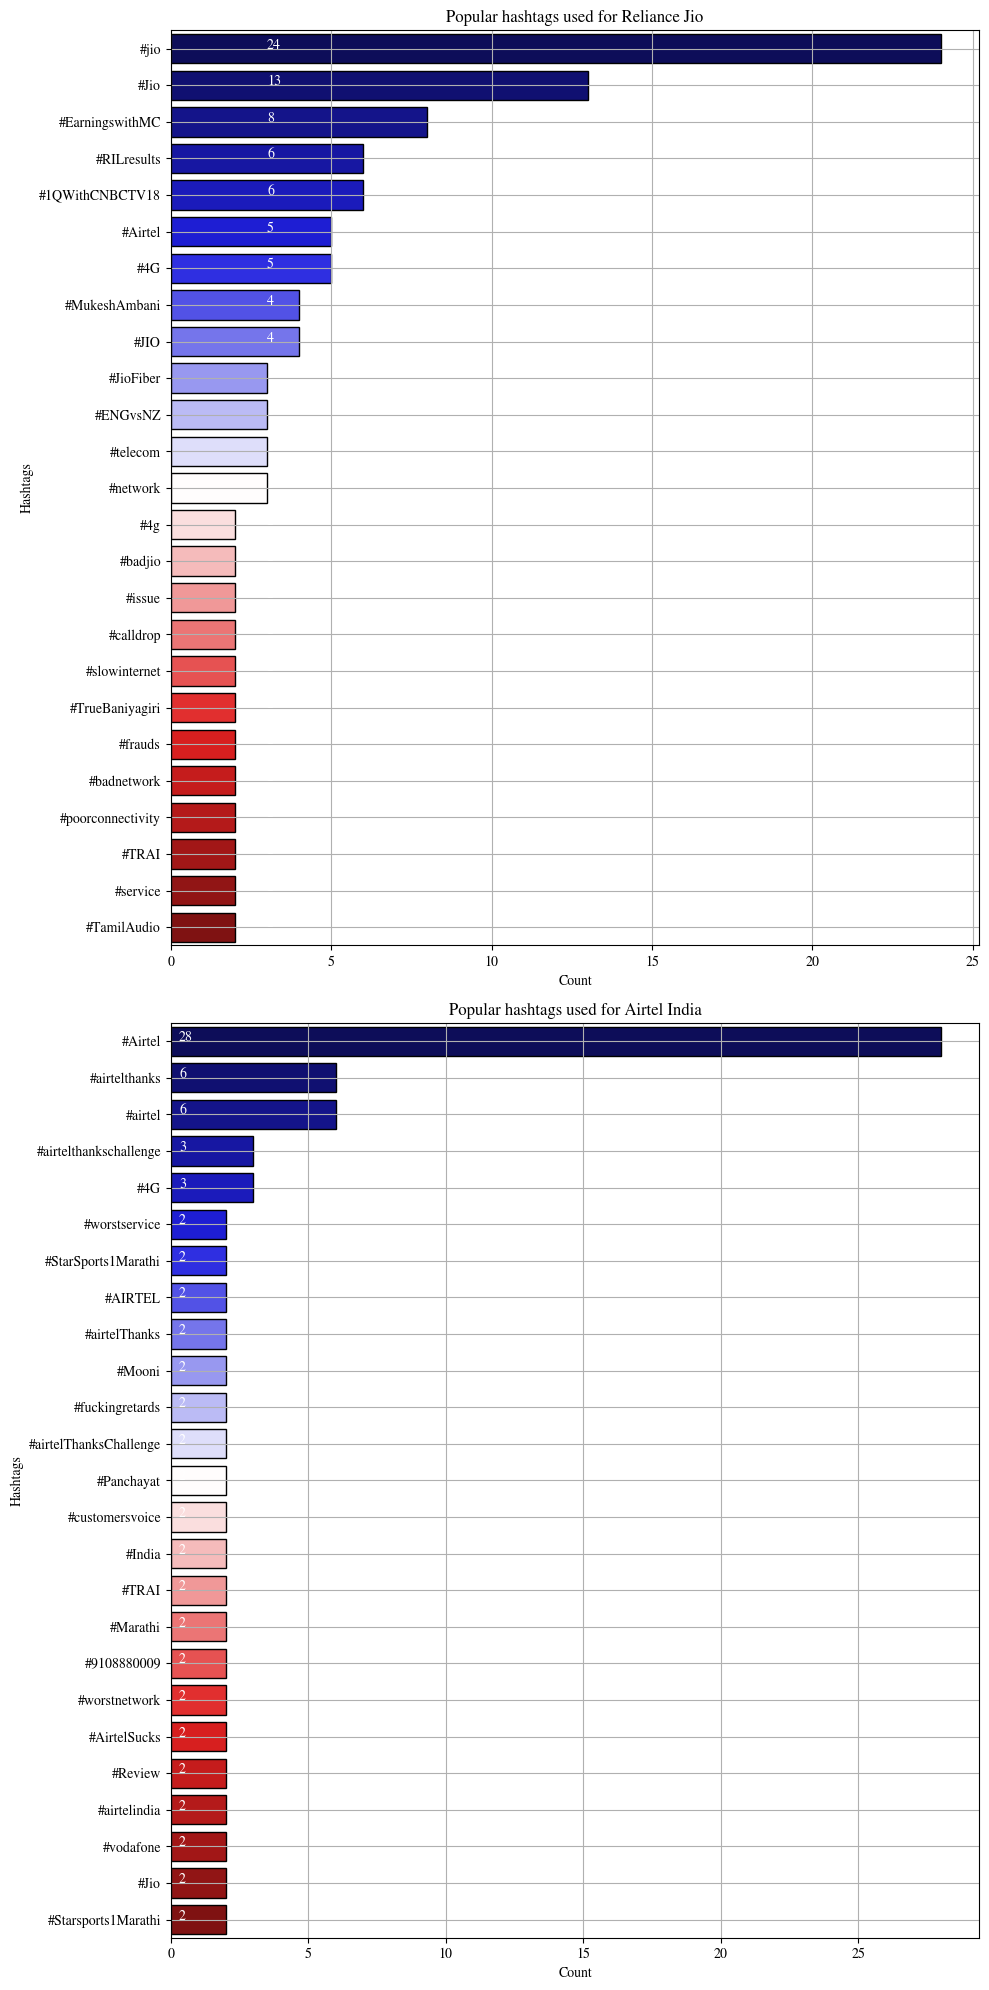 Popular hashtags used for Reliance Jio
#jio 24
#Jio 13
#EarningswithMC 8
#RILresults 6
#1QWithCNBCTV18 6
#Airtel 5
#4G 5
#MukeshAmbani 4
#JIO 4
#JioFiber
#ENGvsNZ
#telecom
#network
#4g
#badjio
#issue
#calldrop
#slowinternet
#TrueBaniyagiri
#frauds
#badnetwork
#poorconnectivity
#TRAI
#service
#TamilAudio
Hashtags
0 5 10 15 20 25
Count
Popular hashtags used for Airtel India
#Airtel 28
#airtelthanks 6
#airtel 6
#airtelthankschallenge 3
#4G 3
#worstservice 2
#StarSports1Marathi 2
#AIRTEL 2
#airtelThanks 2
#Mooni 2
#fuckingretards 2
#airtelThanksChallenge 2
#Panchayat
#customersvoice 2
#India 2
#TRAI 2
#Marathi 2
#9108880009 2
#worstnetwork 2
#AirtelSucks 2
#Review 2
#airtelindia 2
#vodafone 2
#Jio 2
#Starsports1Marathi 2
Hashtags
0 5 10 15 20 25
Count